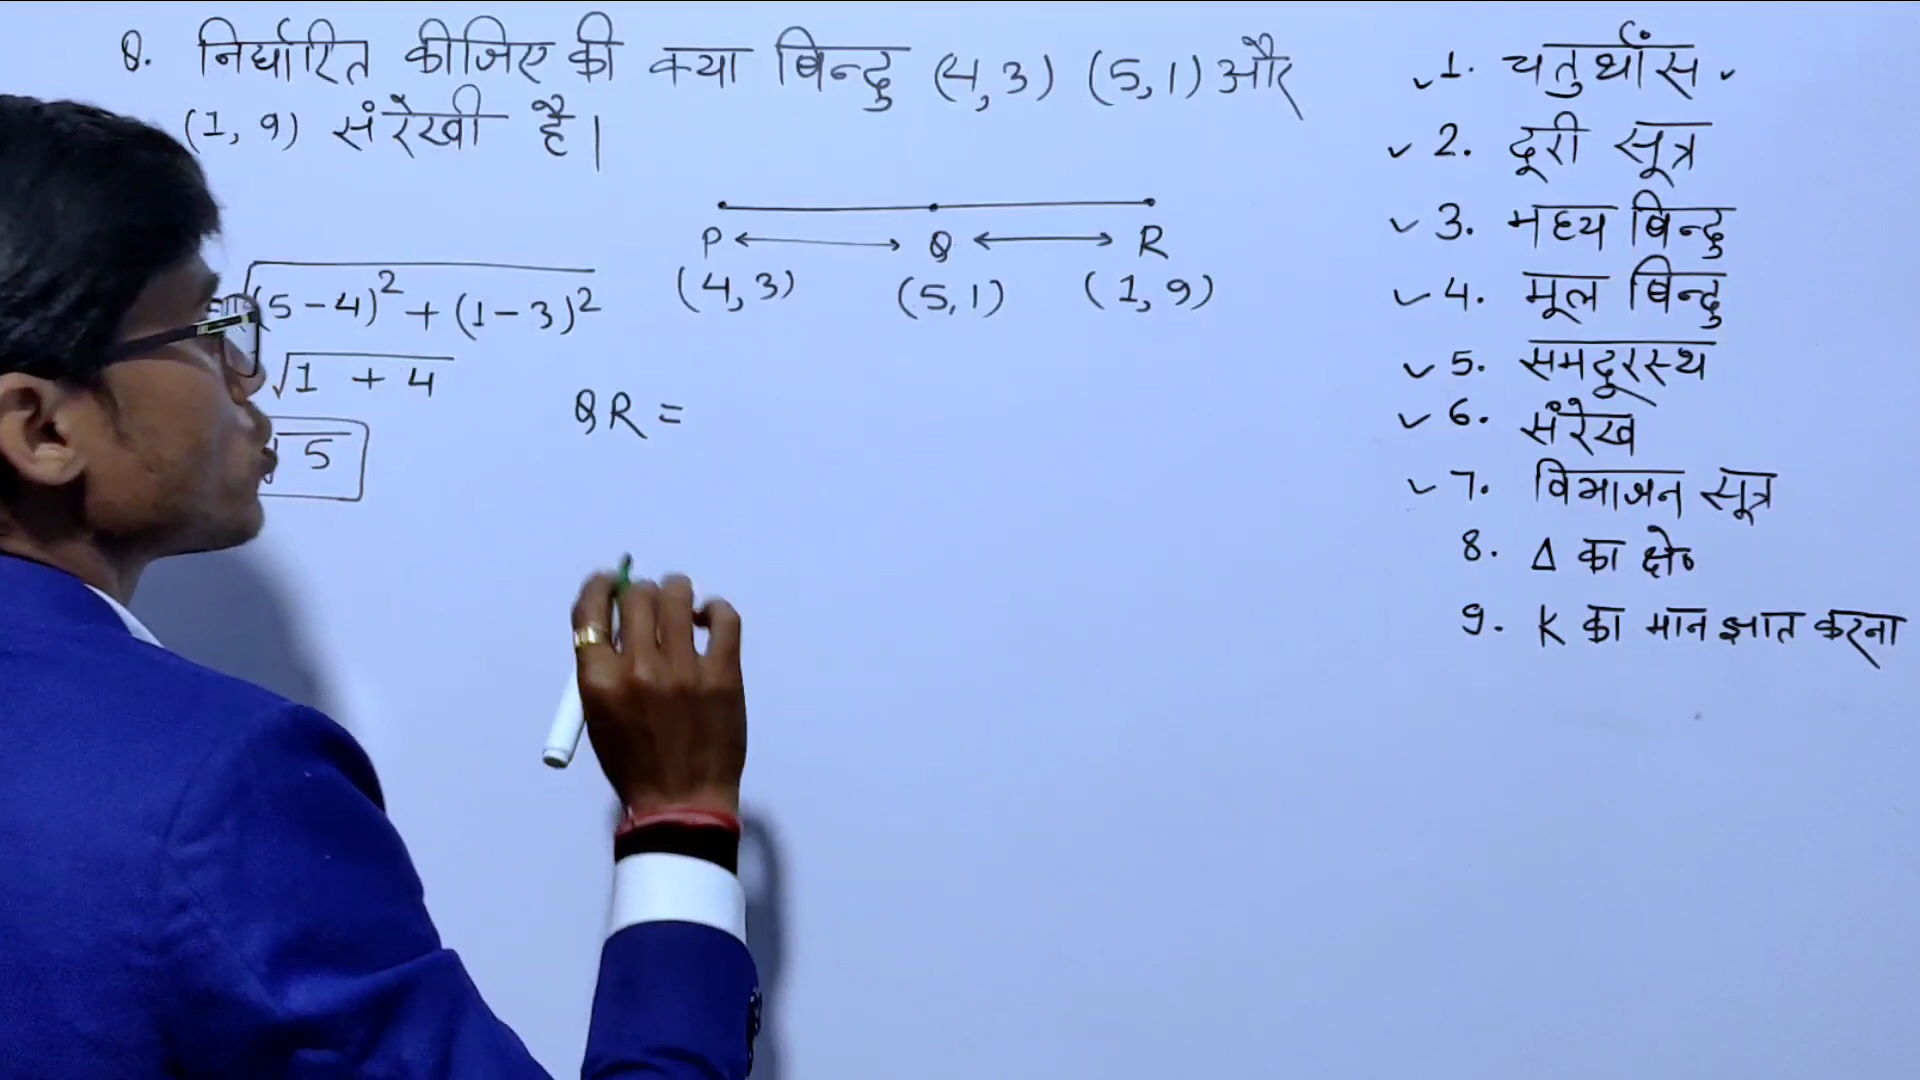 Q. निर्धारित कीजिए की क्या बिन्दु (4,3) (5,1) और
(1, 9) संरेखी है।
P Q R
(4,3) (5,1) (1,9)
= √(5-4)² + (1-3)²
√1 + 4
√5
QR =
1. चतुर्थांस
2. दूरी सूत्र
3. मध्य बिन्दु
4. मूल बिन्दु
5. समदूरस्थ
6. संरेख
7. विभाजन सूत्र
8. Δ का क्षे०
9. K का मान ज्ञात करना